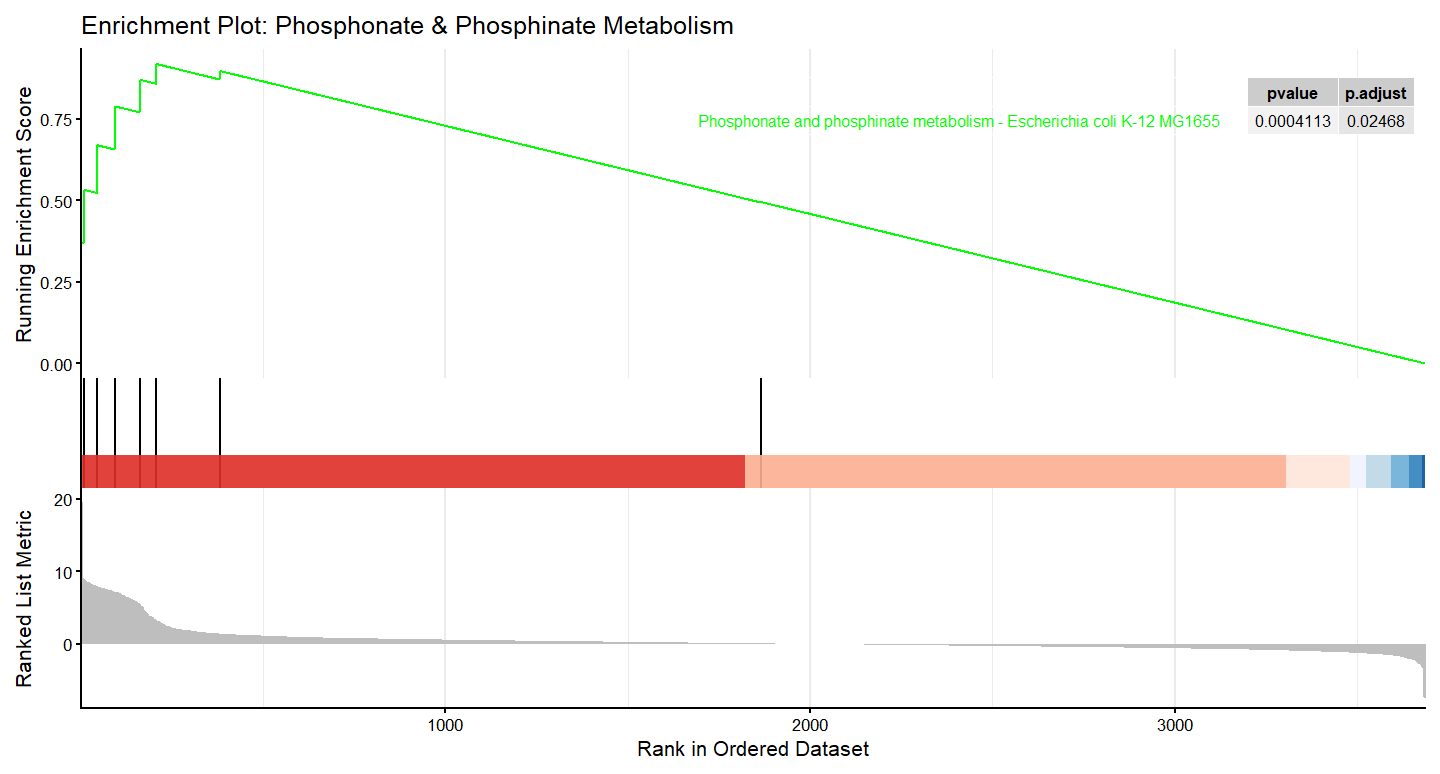 Enrichment Plot: Phosphonate & Phosphinate Metabolism
Running Enrichment Score
0.75
0.50
0.25
0.00
Phosphonate and phosphinate metabolism - Escherichia coli K-12 MG1655
pvalue p.adjust
0.0004113 0.02468
Ranked List Metric
20
10
0
1000 2000 3000
Rank in Ordered Dataset